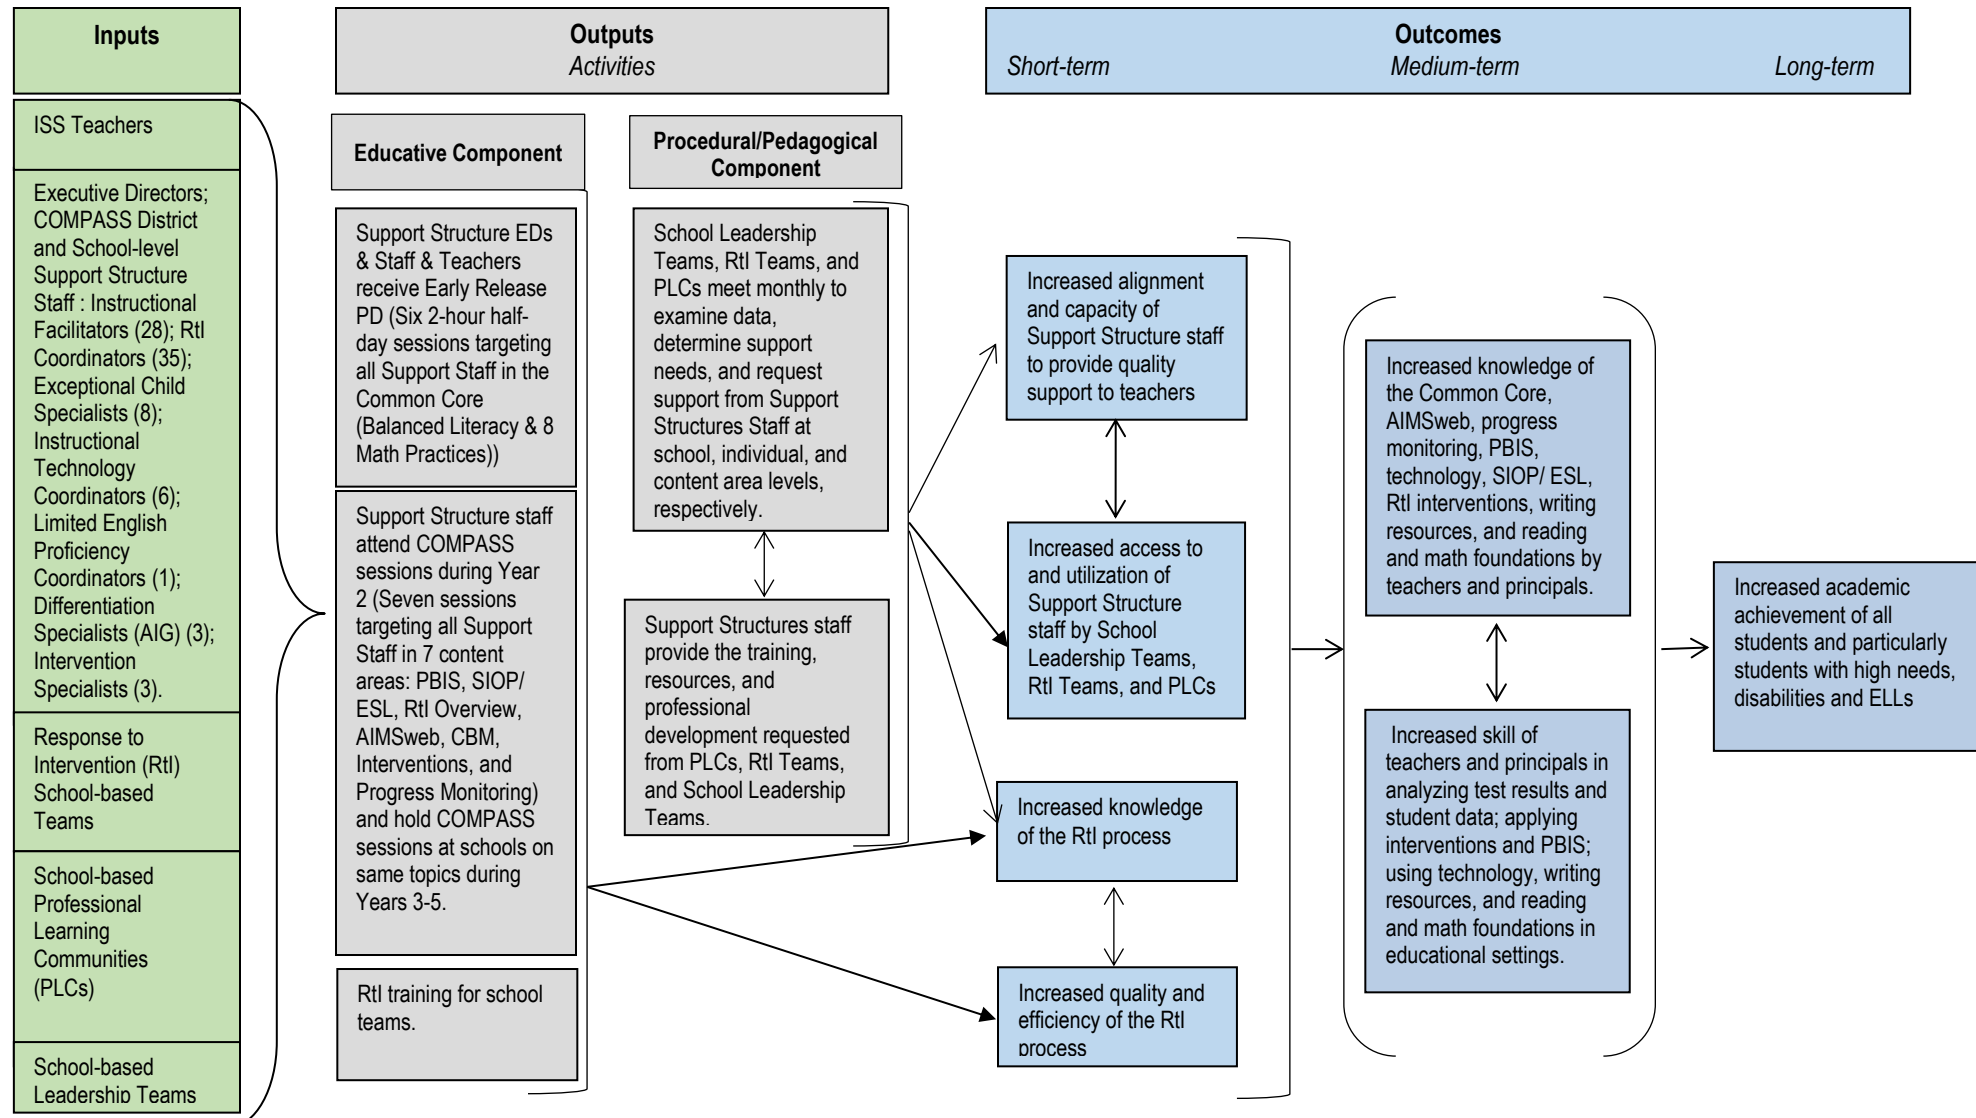 Inputs
Outputs
Activities
Outcomes
Short-term
Medium-term
Long-term
ISS Teachers
Executive Directors;
COMPASS District
and School-level
Support Structure
Staff : Instructional
Facilitators (28); RtI
Coordinators (35);
Exceptional Child
Specialists (8);
Instructional
Technology
Coordinators (6);
Limited English
Proficiency
Coordinators (1);
Differentiation
Specialists (AIG) (3);
Intervention
Specialists (3).
Response to
Intervention (RtI)
School-based
Teams
School-based
Professional
Learning
Communities
(PLCs)
School-based
Leadership Teams
Educative Component
Support Structure EDs
& Staff & Teachers
receive Early Release
PD (Six 2-hour half-
day sessions targeting
all Support Staff in the
Common Core
(Balanced Literacy & 8
Math Practices))
Support Structure staff
attend COMPASS
sessions during Year
2 (Seven sessions
targeting all Support
Staff in 7 content
areas: PBIS, SIOP/
ESL, RtI Overview,
AIMSweb, CBM,
Interventions, and
Progress Monitoring)
and hold COMPASS
sessions at schools on
same topics during
Years 3-5.
RtI training for school
teams.
Procedural/Pedagogical
Component
School Leadership
Teams, RtI Teams, and
PLCs meet monthly to
examine data,
determine support
needs, and request
support from Support
Structures Staff at
school, individual, and
content area levels,
respectively.
Support Structures staff
provide the training,
resources, and
professional
development requested
from PLCs, RtI Teams,
and School Leadership
Teams.
Increased alignment
and capacity of
Support Structure staff
to provide quality
support to teachers
Increased access to
and utilization of
Support Structure
staff by School
Leadership Teams,
RtI Teams, and PLCs
Increased knowledge
of the RtI process
Increased quality and
efficiency of the RtI
process
Increased knowledge of
the Common Core,
AIMSweb, progress
monitoring, PBIS,
technology, SIOP/ ESL,
RtI interventions, writing
resources, and reading
and math foundations by
teachers and principals.
Increased skill of
teachers and principals in
analyzing test results and
student data; applying
interventions and PBIS;
using technology, writing
resources, and reading
and math foundations in
educational settings.
Increased academic
achievement of all
students and particularly
students with high needs,
disabilities and ELLs